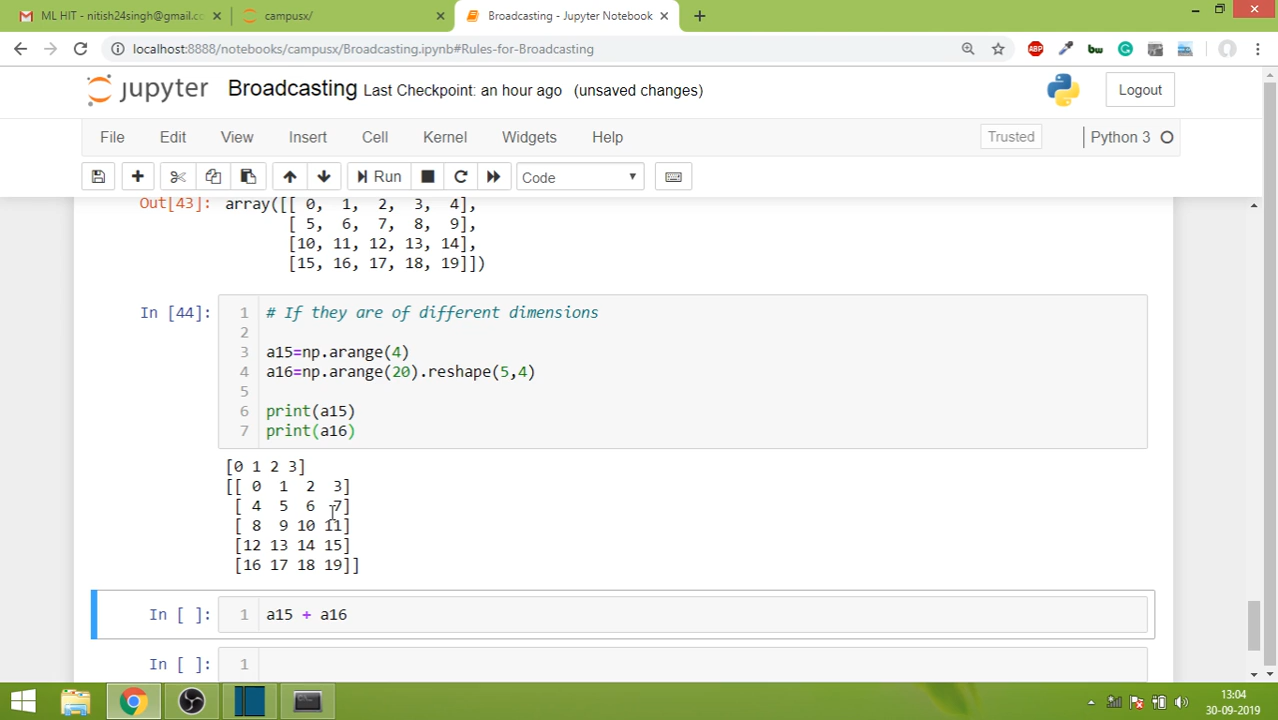 ML HIT - nitish24singh@gmail.co
campusx/
Broadcasting - Jupyter Notebook
localhost:8888/notebooks/campusx/Broadcasting.ipynb#Rules-for-Broadcasting
ABP
bw
jupyter Broadcasting Last Checkpoint: an hour ago (unsaved changes)
Logout
File Edit View Insert Cell Kernel Widgets Help
Trusted
Python 3
Run
Code
Out[43]: array([[ 0, 1, 2, 3, 4],
[ 5, 6, 7, 8, 9],
[10, 11, 12, 13, 14],
[15, 16, 17, 18, 19]])
In [44]: 1 # If they are of different dimensions
2
3 a15=np.arange(4)
4 a16=np.arange(20).reshape(5,4)
5
6 print(a15)
7 print(a16)
[0 1 2 3]
[[ 0 1 2 3]
[ 4 5 6 7]
[ 8 9 10 11]
[12 13 14 15]
[16 17 18 19]]
In [ ]: 1 a15 + a16
In [ ]: 1
13:04
30-09-2019